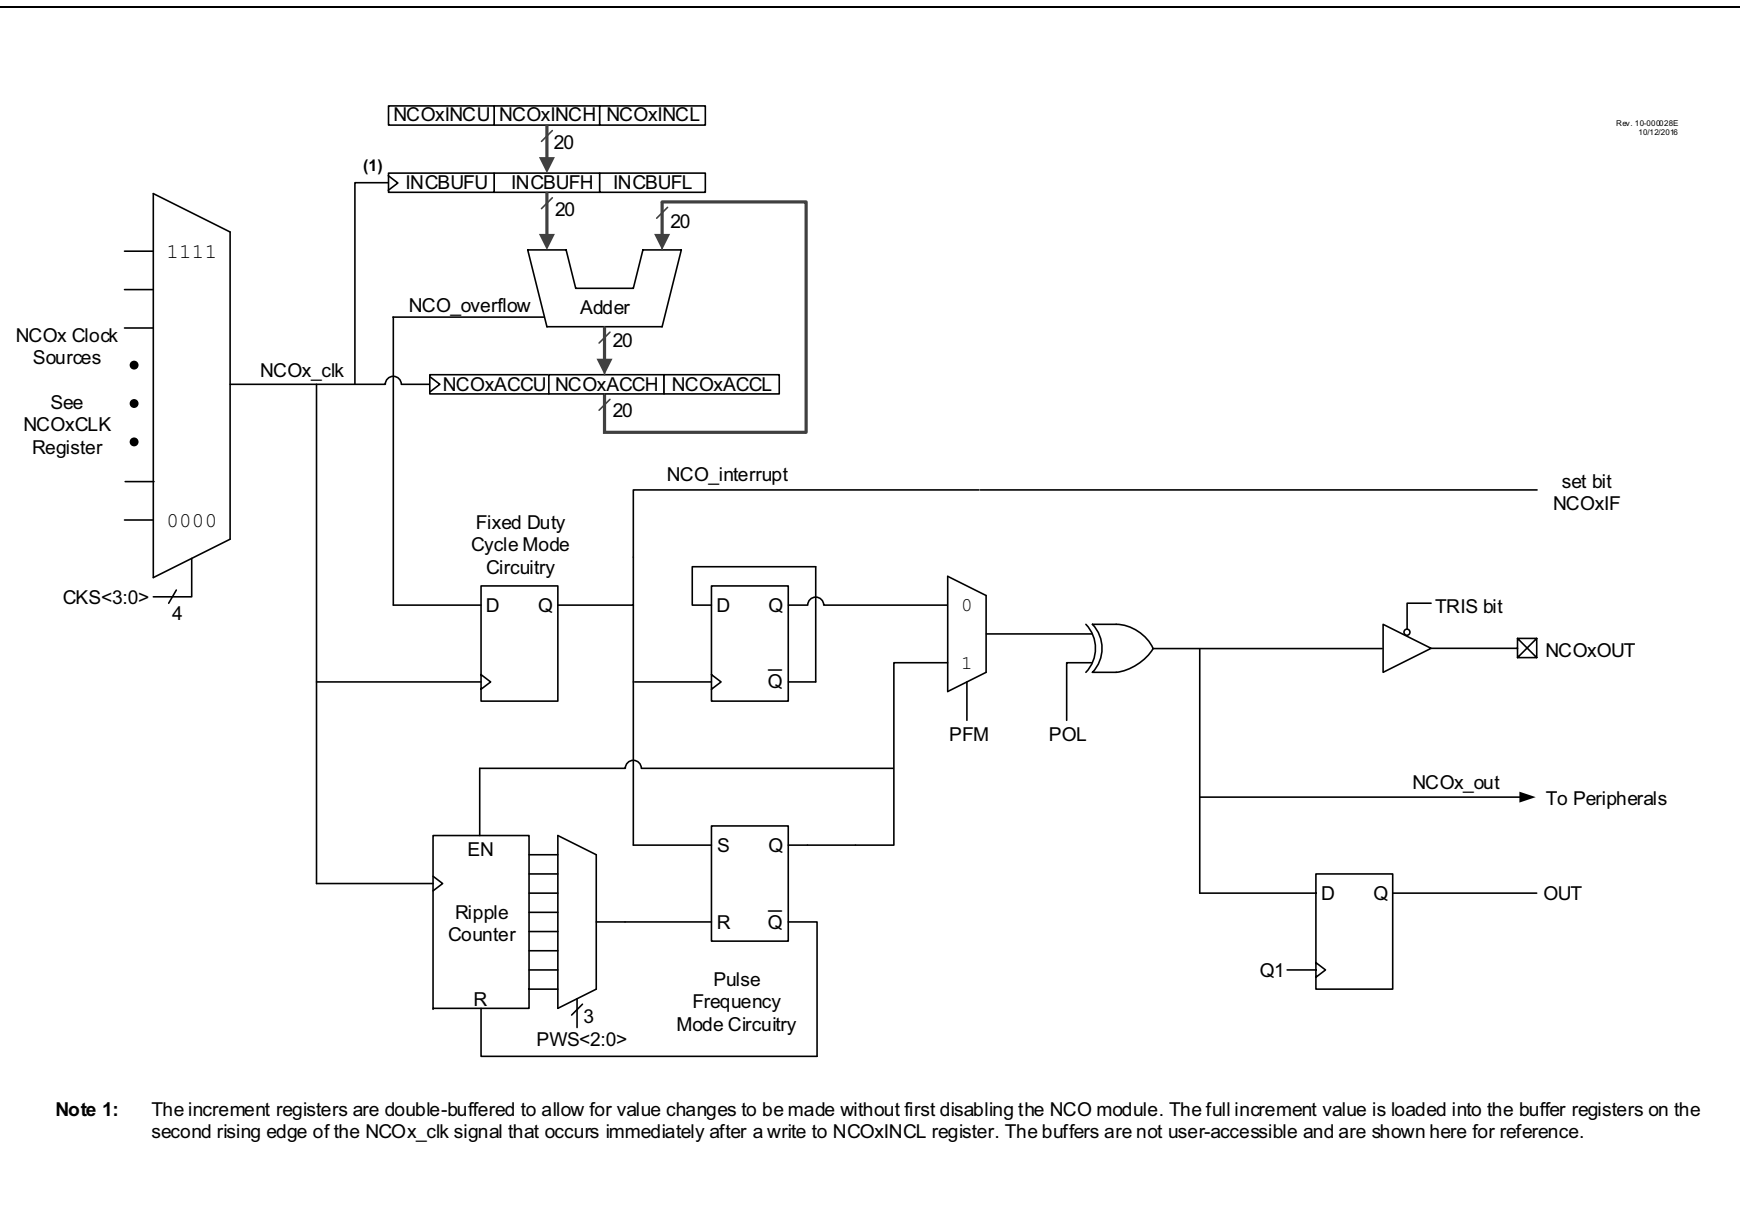 NCOxINCU NCOxINCH NCOxINCL
Rev. 10-000028E
10/12/2016
20
(1)
INCBUFU INCBUFH INCBUFL
20
20
1111
NCO_overflow
Adder
NCOx Clock
Sources
20
NCOx_clk
NCOxACCU NCOxACCH NCOxACCL
See
NCOxCLK
Register
20
NCO_interrupt
set bit
NCOxIF
0000
Fixed Duty
Cycle Mode
Circuitry
CKS<3:0>
4
D Q
D Q
0
TRIS bit
1
NCOxOUT
Q
PFM
POL
NCOx_out
To Peripherals
EN
S Q
Ripple
Counter
R Q
D Q
OUT
Q1
R
3
PWS<2:0>
Pulse
Frequency
Mode Circuitry
Note 1: The increment registers are double-buffered to allow for value changes to be made without first disabling the NCO module. The full increment value is loaded into the buffer registers on the
second rising edge of the NCOx_clk signal that occurs immediately after a write to NCOxINCL register. The buffers are not user-accessible and are shown here for reference.